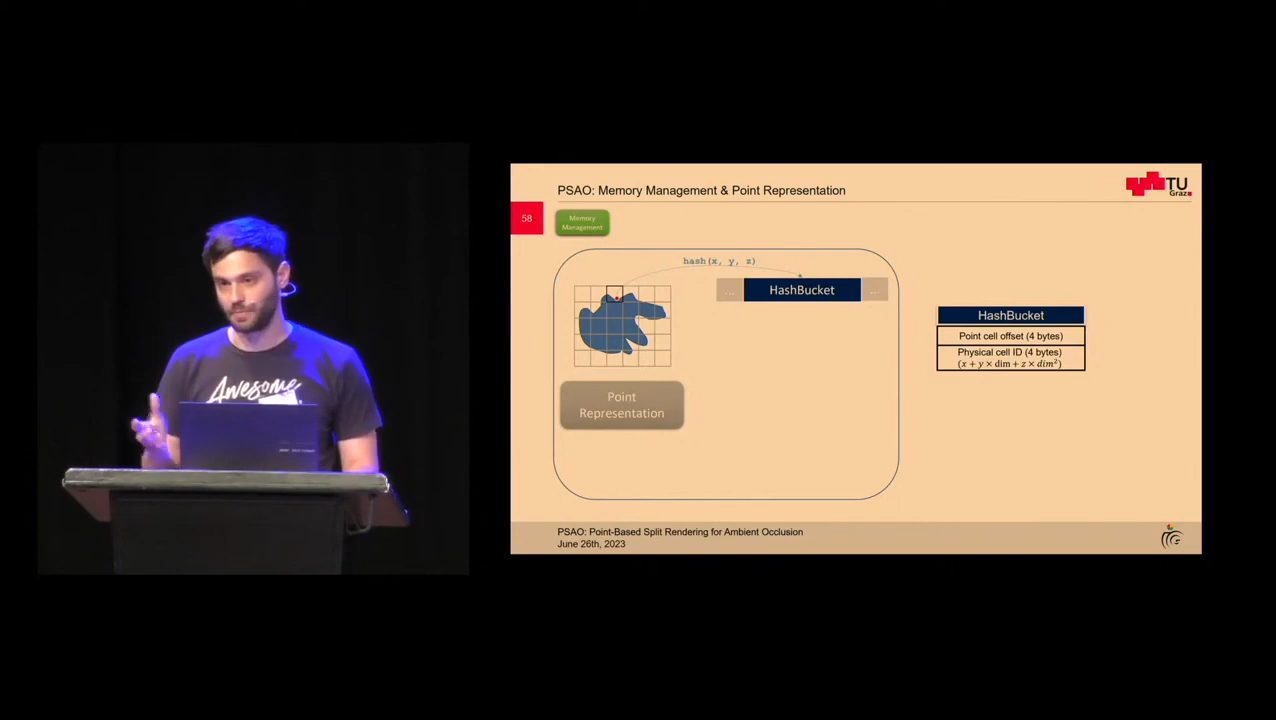 PSAO: Memory Management & Point Representation
TU
Graz
58
Memory
Management
hash(x, y, z)
...
HashBucket
...
HashBucket
Point cell offset (4 bytes)
Physical cell ID (4 bytes)
(x + y × dim + z × dim²)
Point
Representation
Awesome
PSAO: Point-Based Split Rendering for Ambient Occlusion
June 26th, 2023